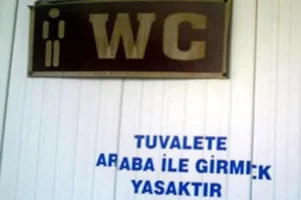 WC
TUVALETE
ARABA İLE GİRMEK
YASAKTIR